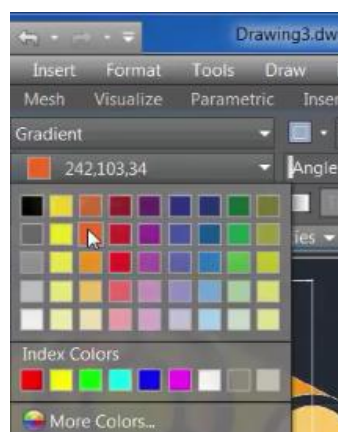 Drawing3.dw
Insert Format Tools Draw
Mesh Visualize Parametric Inser
Gradient
242,103,34 Angle
ies
Index Colors
More Colors...